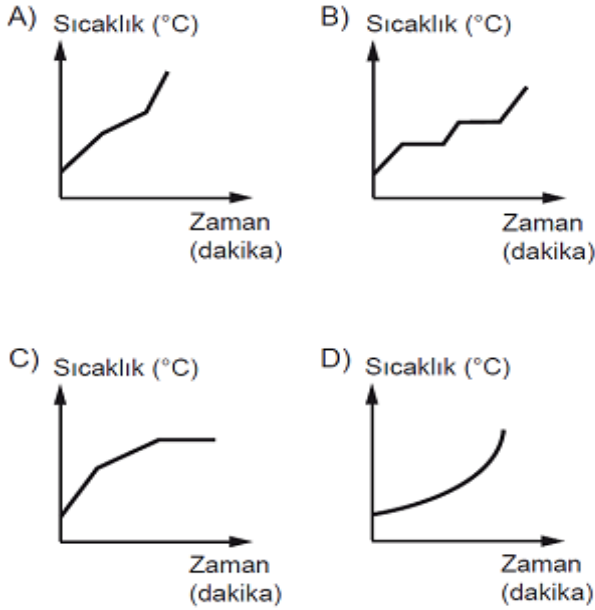 A) Sıcaklık (°C)
Zaman
(dakika)
B) Sıcaklık (°C)
Zaman
(dakika)
C) Sıcaklık (°C)
Zaman
(dakika)
D) Sıcaklık (°C)
Zaman
(dakika)